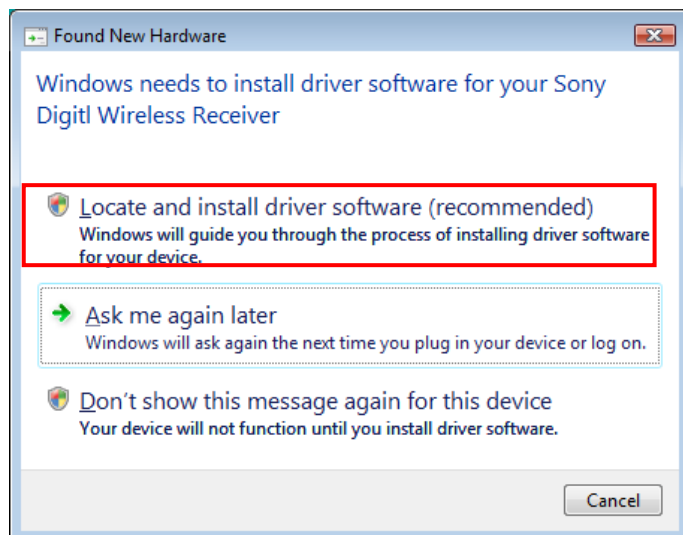 Found New Hardware
Windows needs to install driver software for your Sony
Digitl Wireless Receiver
Locate and install driver software (recommended)
Windows will guide you through the process of installing driver software
for your device.
Ask me again later
Windows will ask again the next time you plug in your device or log on.
Don't show this message again for this device
Your device will not function until you install driver software.
Cancel